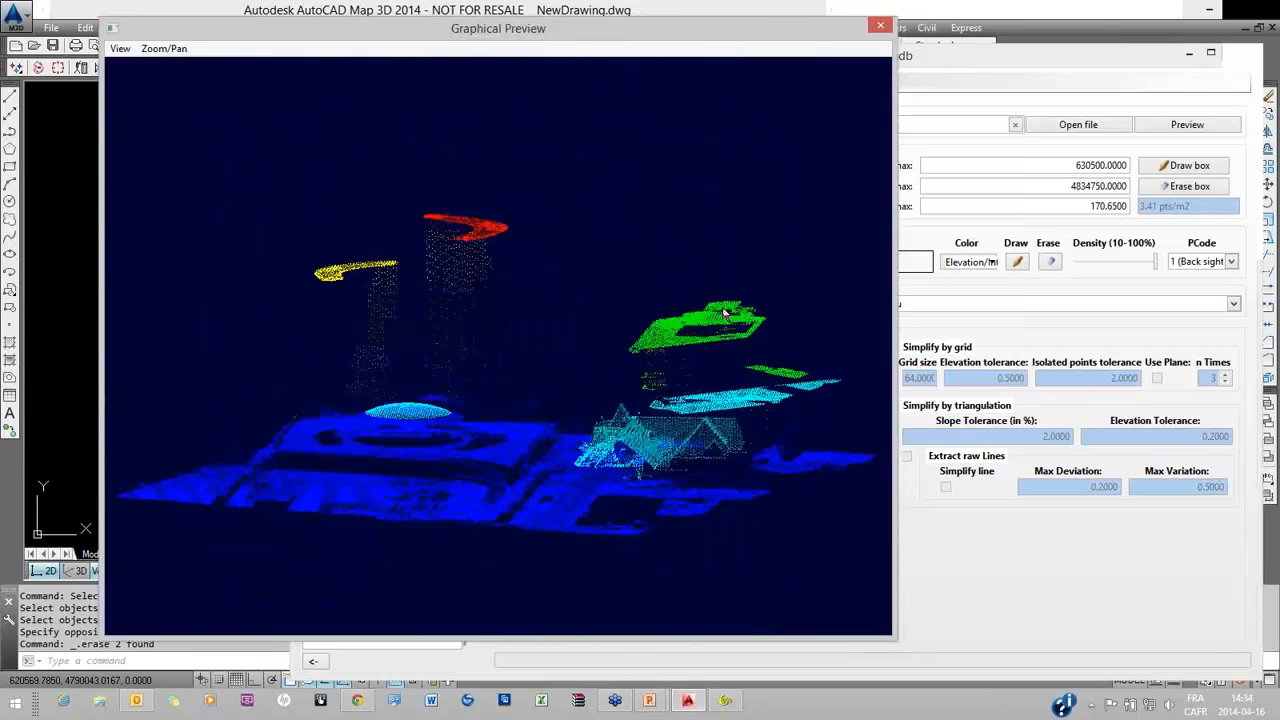 Autodesk AutoCAD Map 3D 2014 - NOT FOR RESALE NewDrawing.dwg
Graphical Preview
File Edit
Civil Express
View Zoom/Pan
db
Open file Preview
max: 630500.0000 Draw box
max: 4834750.0000 Erase box
max: 170.6500 3.41 pts/m2
Color Draw Erase Density (10-100%) PCode
1 (Back sight
Simplify by grid
Grid size Elevation tolerance: Isolated points tolerance Use Plane: n Times
64.0000 0.5000 2.0000 3
Simplify by triangulation
Slope Tolerance (in %): Elevation Tolerance:
2.0000 0.2000
Extract raw Lines
Simplify line Max Deviation: Max Variation:
0.2000 0.5000
Y
X
2D 3D
Command: Selec
Select objects
Select objects
Specify opposi
Command: _.erase 2 found
Type a command
<-
620569.7850, 4790043.0167, 0.0000
MODEL
FRA 14:34
CAFR 2014-04-16